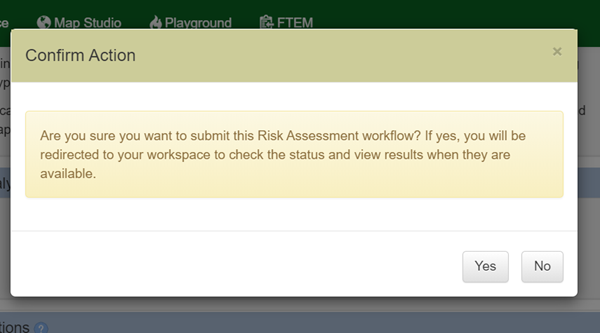 ce Map Studio Playground FTEM
Confirm Action ×
Are you sure you want to submit this Risk Assessment workflow? If yes, you will be
redirected to your workspace to check the status and view results when they are
available.
Yes No
tions ?